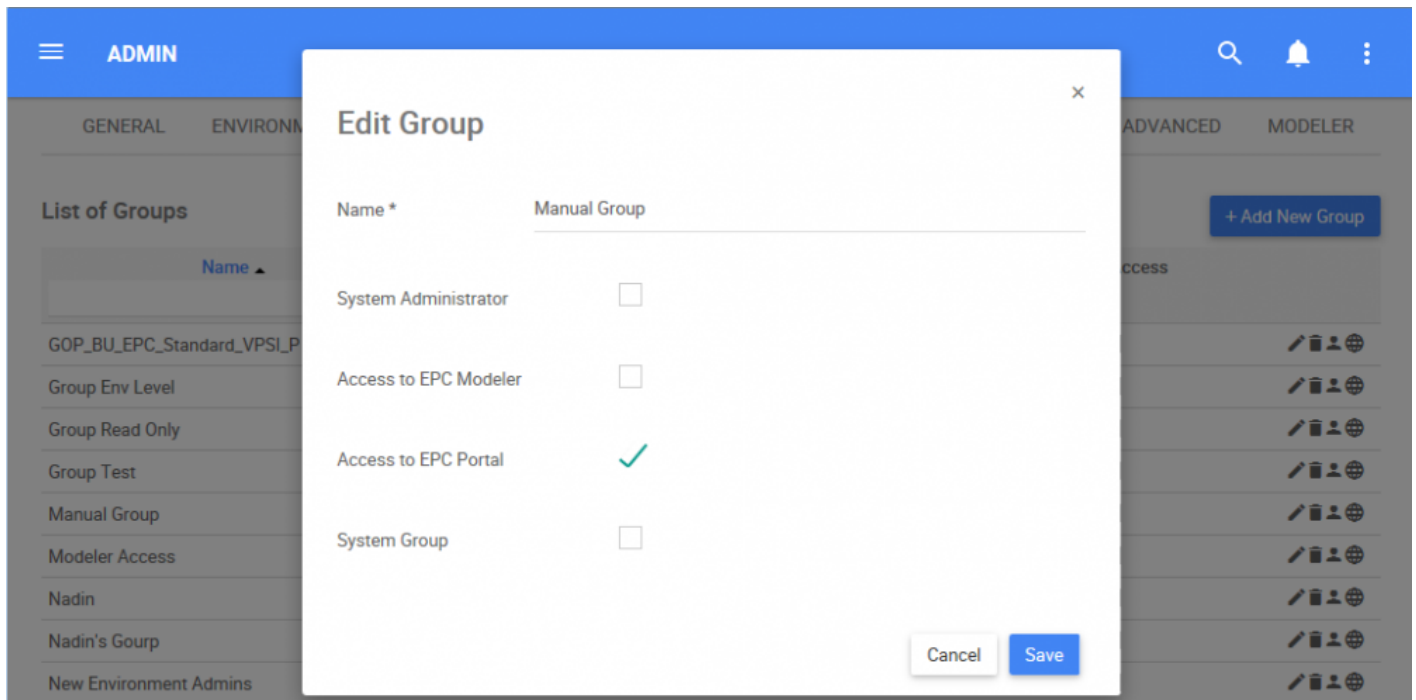 ADMIN
GENERAL ENVIRONM ADVANCED MODELER
×
Edit Group
List of Groups
+ Add New Group
Name * Manual Group
Name ccess
System Administrator
GOP_BU_EPC_Standard_VPSI_P
Access to EPC Modeler
Group Env Level
Group Read Only
Access to EPC Portal
Group Test
Manual Group
System Group
Modeler Access
Nadin
Nadin's Gourp
Cancel Save
New Environment Admins